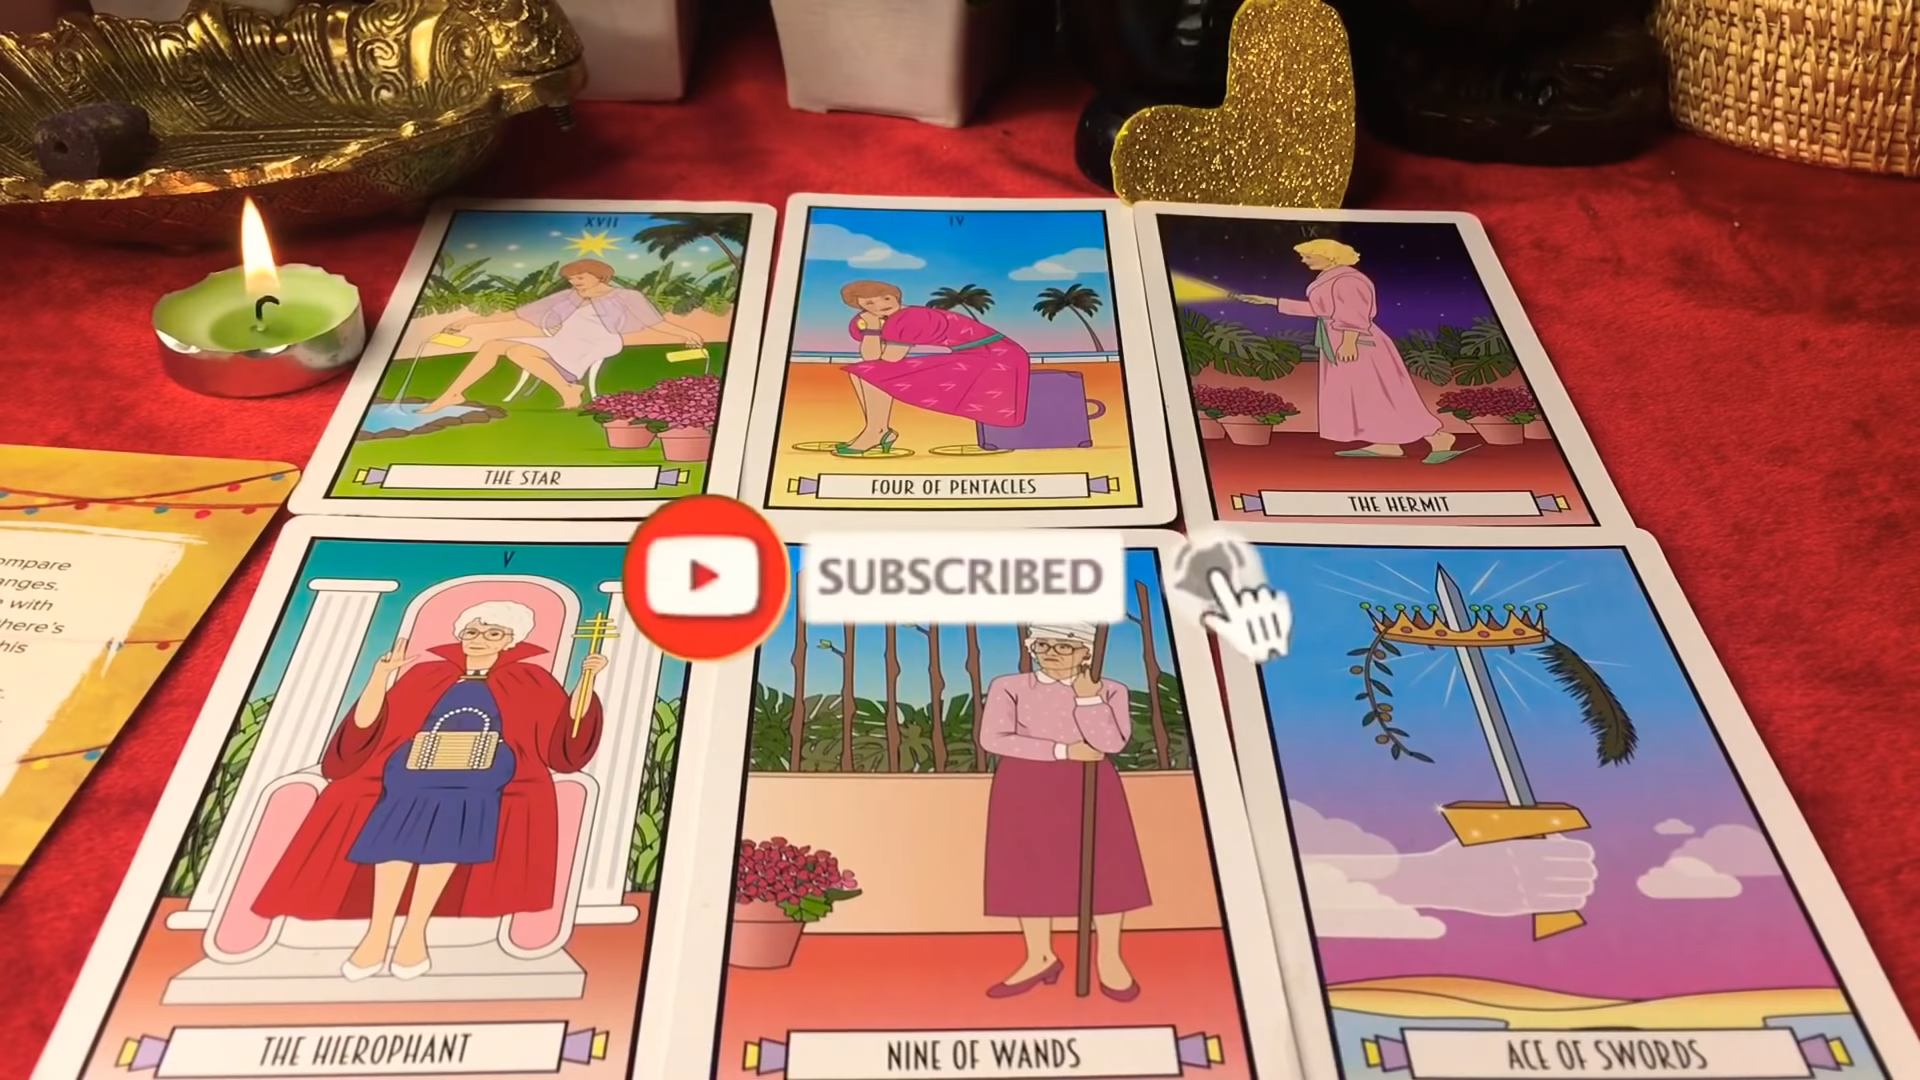 XVII
IV
IX
THE STAR
FOUR OF PENTACLES
THE HERMIT
ompare
anges.
with
here's
his
V
SUBSCRIBED
THE HIEROPHANT
NINE OF WANDS
ACE OF SWORDS